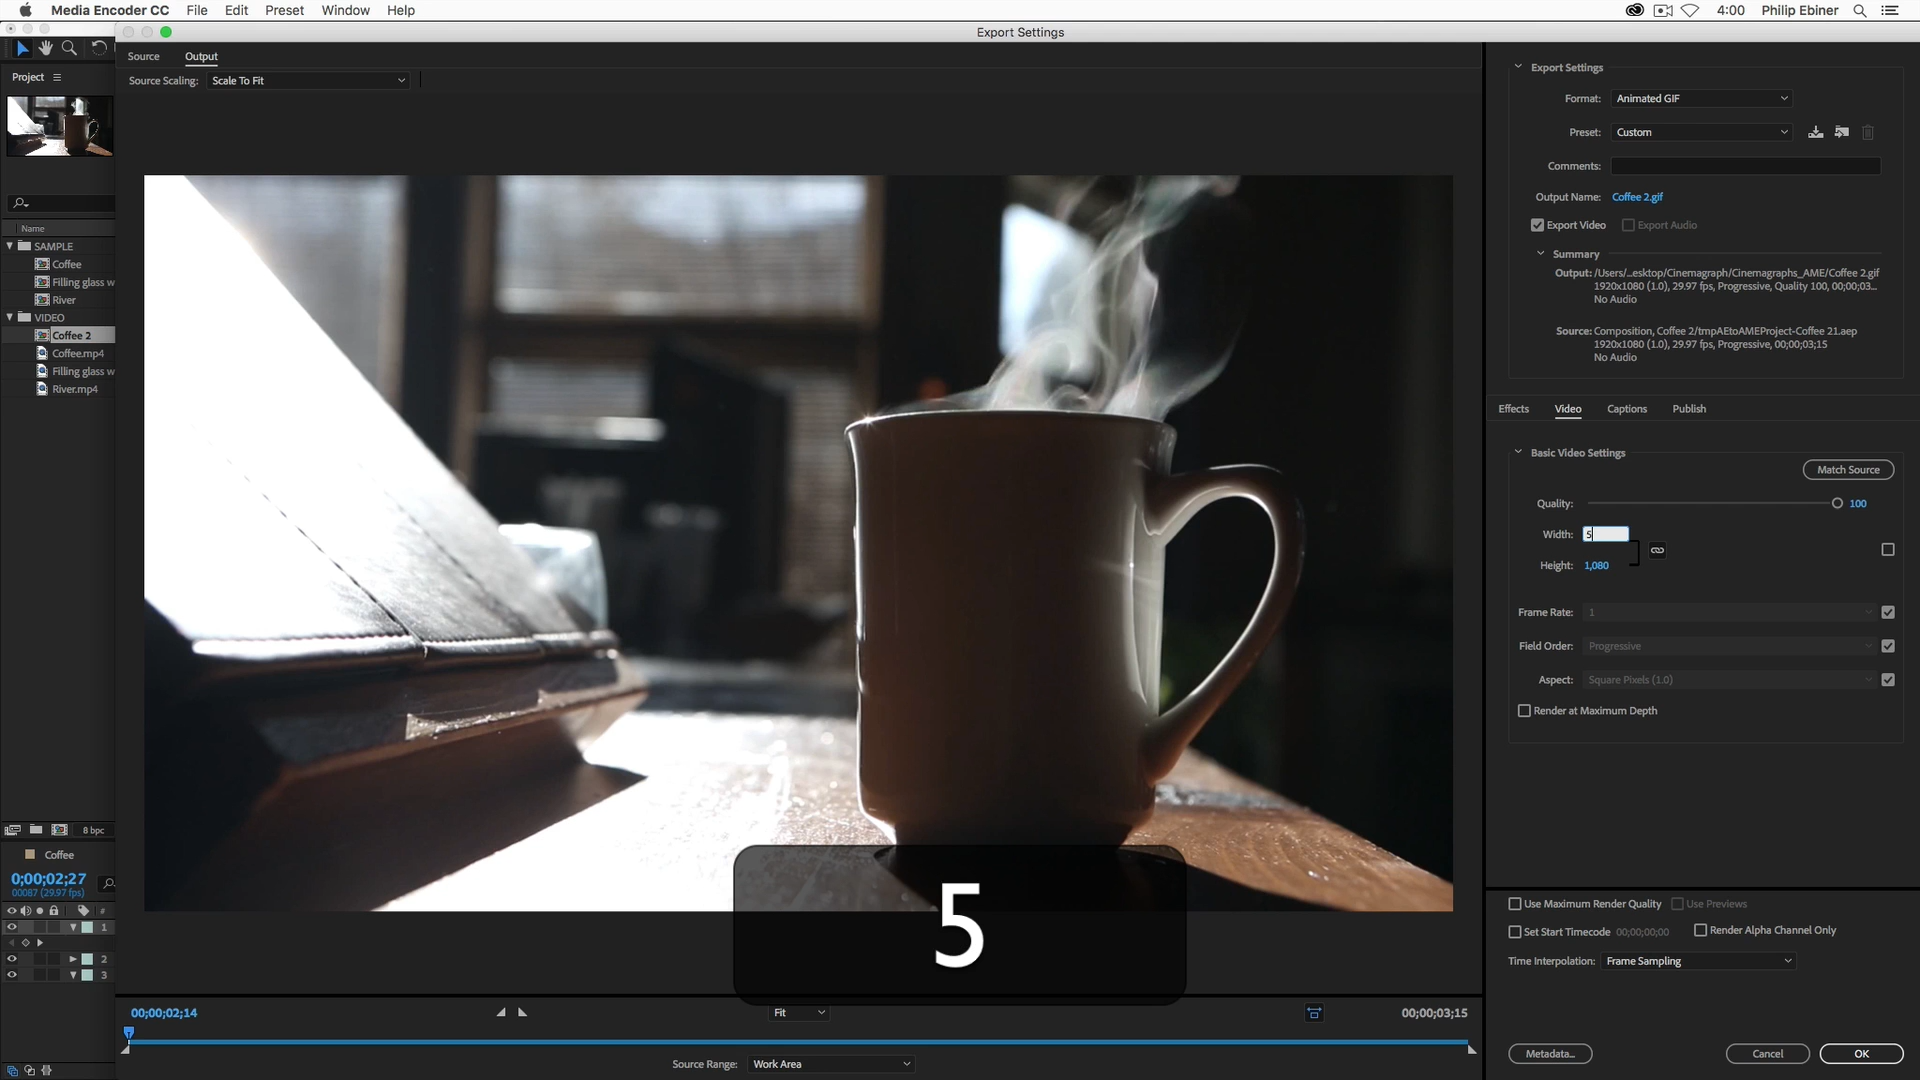 Media Encoder CC File Edit Preset Window Help 4:00 Philip Ebiner
Export Settings
Source Output
Source Scaling: Scale To Fit
Project
Name
SAMPLE
Coffee
Filling glass w
River
VIDEO
Coffee 2
Coffee.mp4
Filling glass w
River.mp4
8 bpc
Coffee
0;00;02;27
00087 (29.97 fps)
#
1
2
3
Export Settings
Format: Animated GIF
Preset: Custom
Comments:
Output Name: Coffee 2.gif
Export Video Export Audio
Summary
Output: /Users/_esktop/Cinemagraph/Cinemagraphs_AME/Coffee 2.gif
1920x1080 (1.0), 29.97 fps, Progressive, Quality 100, 00;00;03...
No Audio
Source: Composition, Coffee 2/tmpAEtoAMEProject-Coffee 21.aep
1920x1080 (1.0), 29.97 fps, Progressive, 00;00;03;15
No Audio
Effects Video Captions Publish
Basic Video Settings
Match Source
Quality: 100
Width: 5
Height: 1,080
Frame Rate: 1
Field Order: Progressive
Aspect: Square Pixels (1.0)
Render at Maximum Depth
Use Maximum Render Quality Use Previews
Set Start Timecode 00;00;00;00 Render Alpha Channel Only
Time Interpolation: Frame Sampling
Metadata... Cancel OK
5
00;00;02;14 Fit 00;00;03;15
Source Range: Work Area